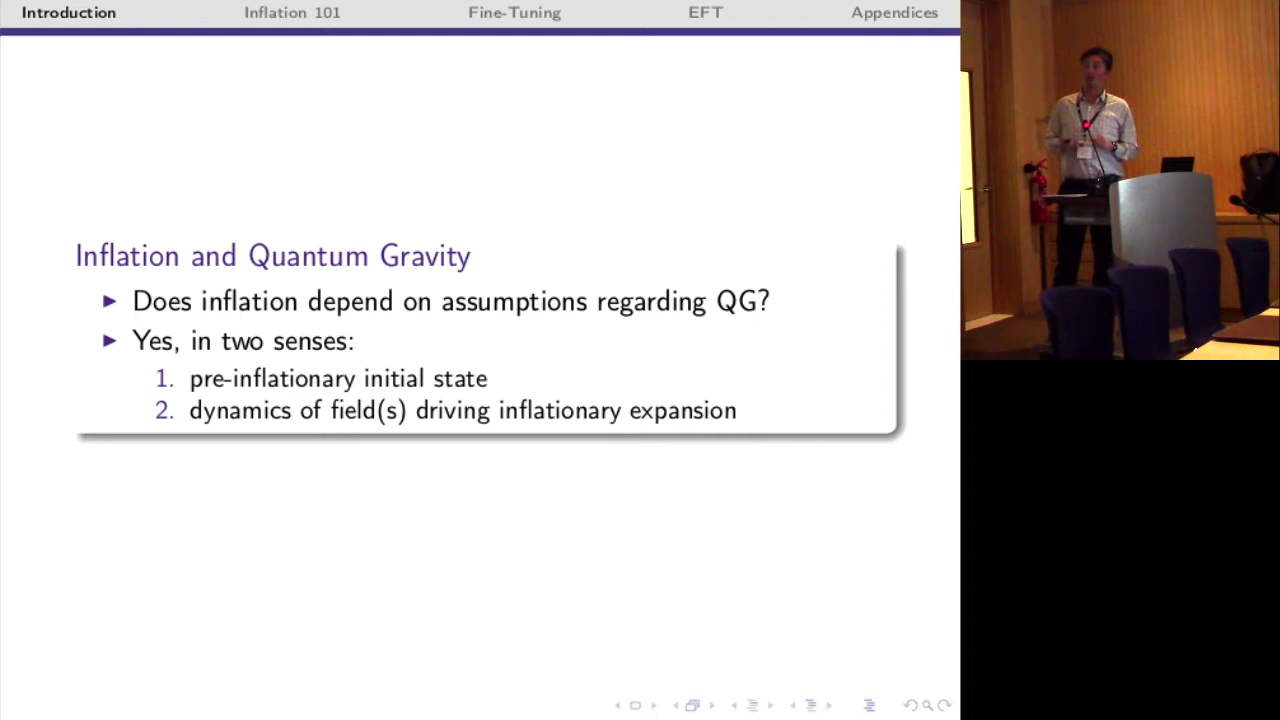 Introduction Inflation 101 Fine-Tuning EFT Appendices
Inflation and Quantum Gravity
▶ Does inflation depend on assumptions regarding QG?
▶ Yes, in two senses:
1. pre-inflationary initial state
2. dynamics of field(s) driving inflationary expansion